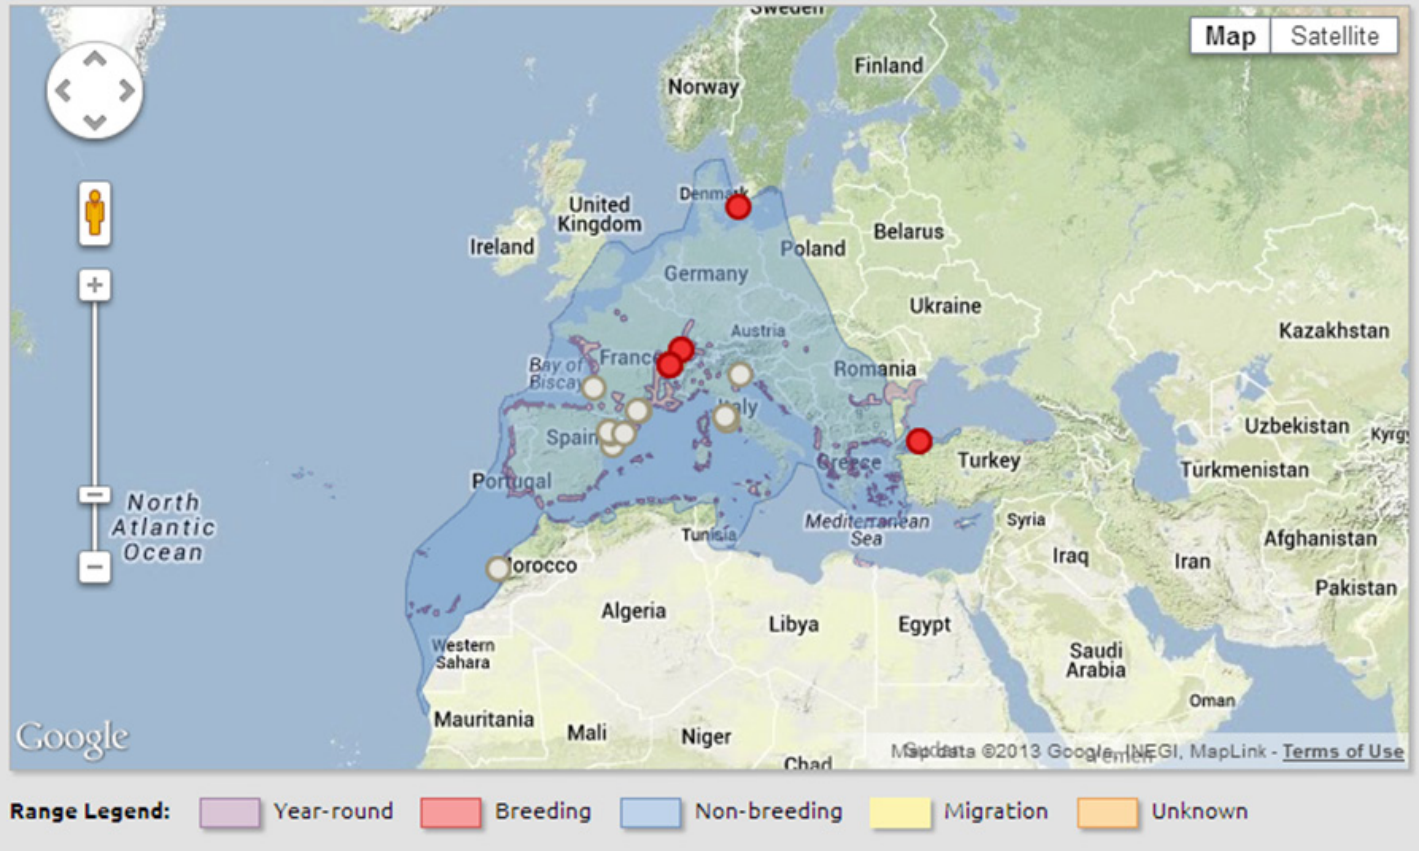 Sweden
Map
Satellite
Finland
Norway
Denmark
United
Kingdom
Ireland
Belarus
Poland
Germany
Ukraine
Kazakhstan
Austria
France
Bay of
Biscay
Romania
Italy
Uzbekistan
Spain
Kyrgy
Turkey
Turkmenistan
Greece
Portugal
North
Atlantic
Ocean
Mediterranean
Sea
Syria
Tunisia
Afghanistan
Iraq
Iran
Morocco
Pakistan
Algeria
Libya
Egypt
Western
Sahara
Saudi
Arabia
Oman
Mauritania
Mali
Niger
Google
Sudan
Map data ©2013 Google, INEGI, MapLink - Terms of Use
Yemen
Chad
Range Legend:
Year-round
Breeding
Non-breeding
Migration
Unknown